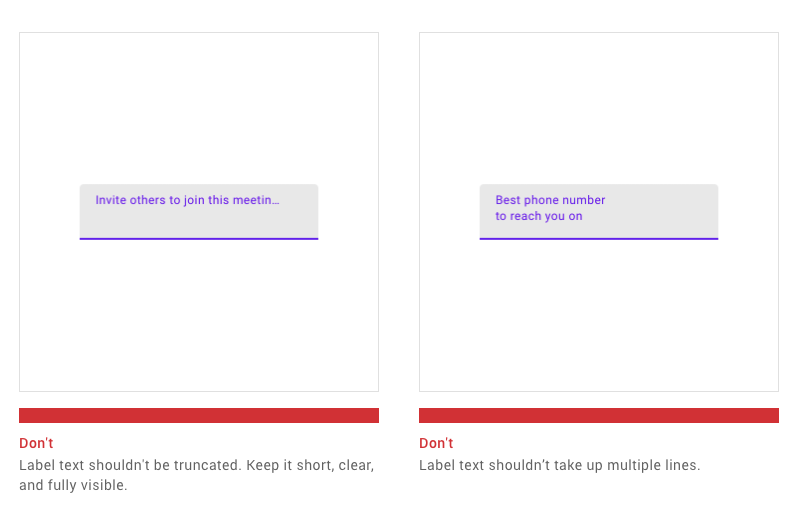 Invite others to join this meetin…
Don't
Label text shouldn't be truncated. Keep it short, clear,
and fully visible.
Best phone number
to reach you on
Don't
Label text shouldn’t take up multiple lines.